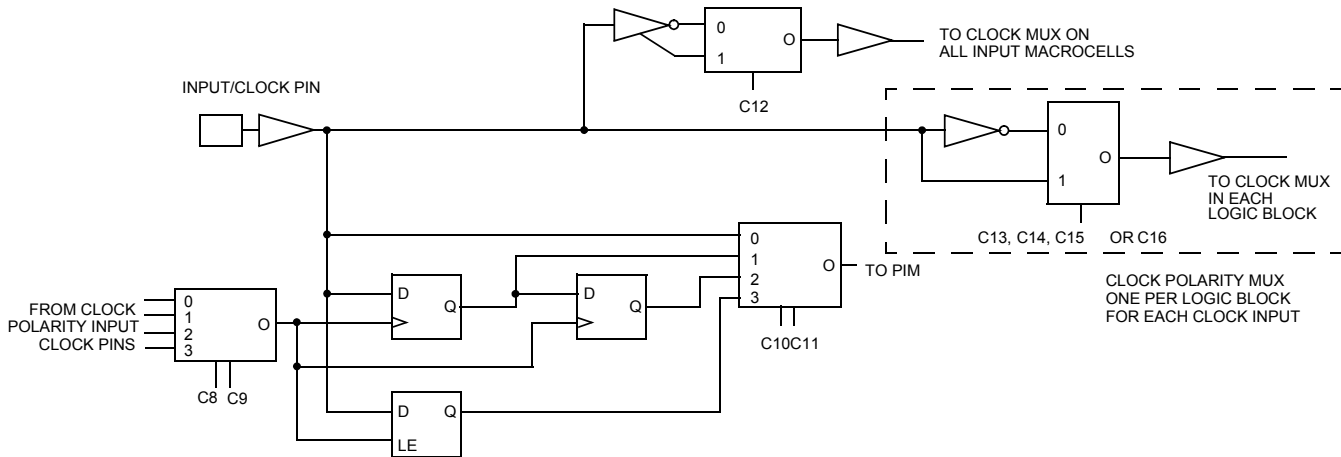 TO CLOCK MUX ON
ALL INPUT MACROCELLS
0
1
O
C12
INPUT/CLOCK PIN
0
1
O
TO CLOCK MUX
IN EACH
LOGIC BLOCK
C13, C14, C15 OR C16
CLOCK POLARITY MUX
ONE PER LOGIC BLOCK
FOR EACH CLOCK INPUT
0
1
2
3
O
TO PIM
C10C11
D
Q
D
Q
FROM CLOCK
POLARITY INPUT
CLOCK PINS
0
1
2
3
O
C8 C9
D
Q
LE